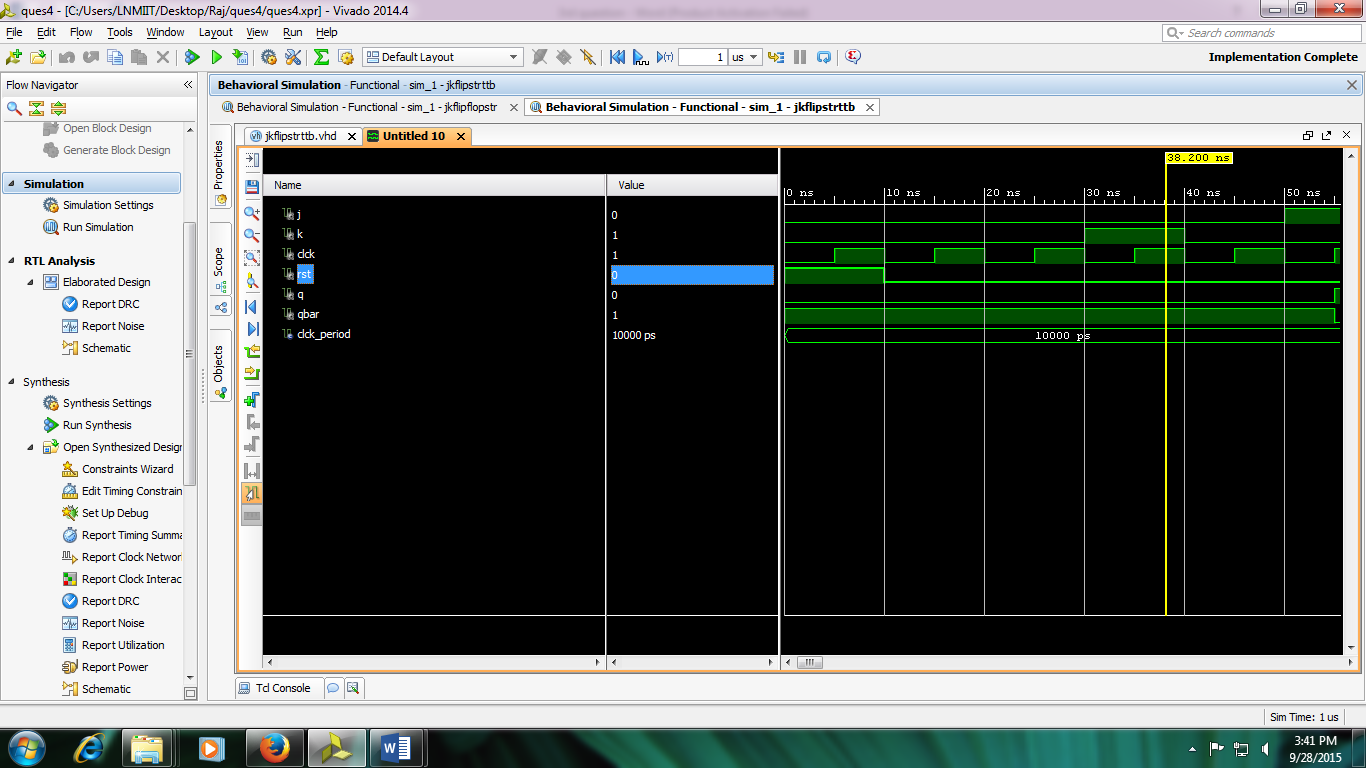 ques4 - [C:/Users/LNMIIT/Desktop/Raj/ques4/ques4.xpr] - Vivado 2014.4
File Edit Flow Tools Window Layout View Run Help
Search commands
Default Layout
1 us
Implementation Complete
Flow Navigator
Open Block Design
Generate Block Design
Simulation
Simulation Settings
Run Simulation
RTL Analysis
Elaborated Design
Report DRC
Report Noise
Schematic
Synthesis
Synthesis Settings
Run Synthesis
Open Synthesized Design
Constraints Wizard
Edit Timing Constrain
Set Up Debug
Report Timing Summa
Report Clock Networ
Report Clock Interac
Report DRC
Report Noise
Report Utilization
Report Power
Schematic
Behavioral Simulation - Functional - sim_1 - jkflipstrttb
Behavioral Simulation - Functional - sim_1 - jkflipflopstr
Behavioral Simulation - Functional - sim_1 - jkflipstrttb
Properties
Scope
Objects
jkflipstrttb.vhd
Untitled 10
Name Value
j 0
k 1
clck 1
rst 0
q 0
qbar 1
clck_period 10000 ps
38.200 ns
0 ns 10 ns 20 ns 30 ns 40 ns 50 ns
10000 ps
Tcl Console
Sim Time: 1 us
3:41 PM
9/28/2015